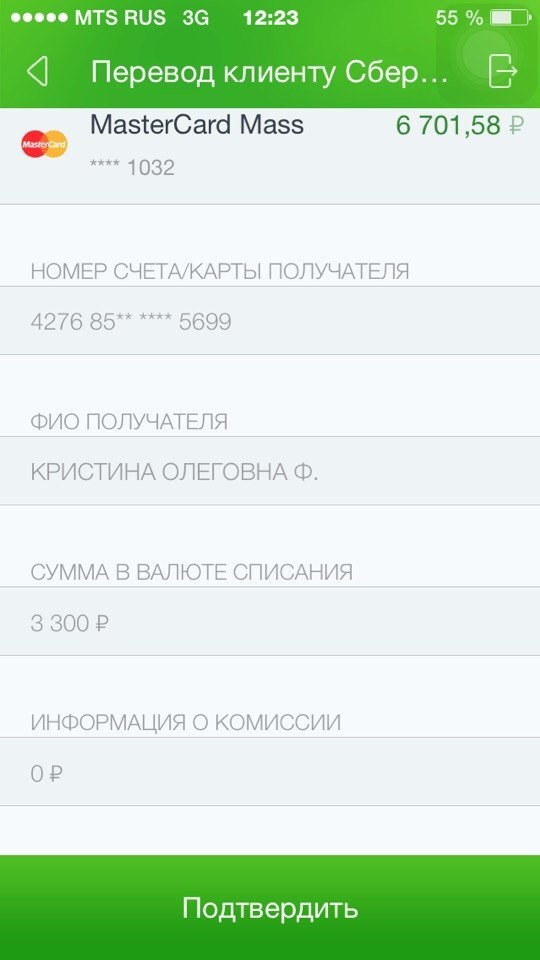 MTS RUS 3G 12:23 55 %
Перевод клиенту Сбер...
MasterCard MasterCard Mass 6 701,58 ₽
**** 1032
НОМЕР СЧЕТА/КАРТЫ ПОЛУЧАТЕЛЯ
4276 85** **** 5699
ФИО ПОЛУЧАТЕЛЯ
КРИСТИНА ОЛЕГОВНА Ф.
СУММА В ВАЛЮТЕ СПИСАНИЯ
3 300 ₽
ИНФОРМАЦИЯ О КОМИССИИ
0 ₽
Подтвердить